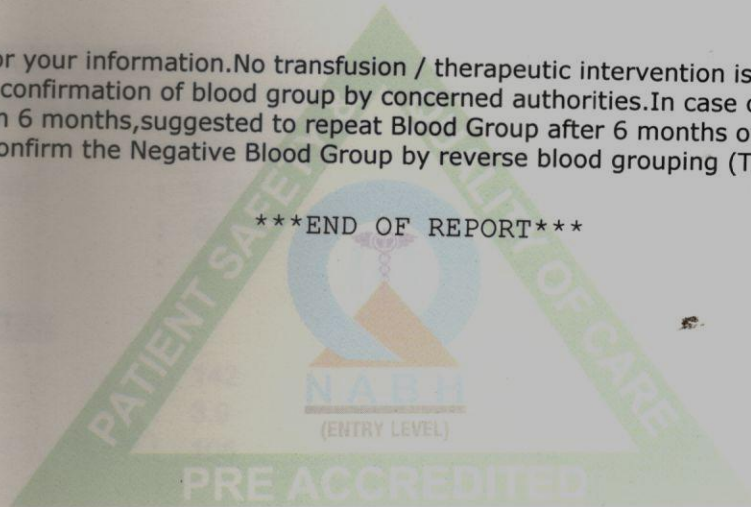 or your information.No transfusion / therapeutic intervention is
confirmation of blood group by concerned authorities.In case
6 months,suggested to repeat Blood Group after 6 months
onfirm the Negative Blood Group by reverse blood grouping (T
***END OF REPORT***
PATIENT SAFETY
QUALITY OF CARE
142
NABH
(ENTRY LEVEL)
PRE ACCREDITED